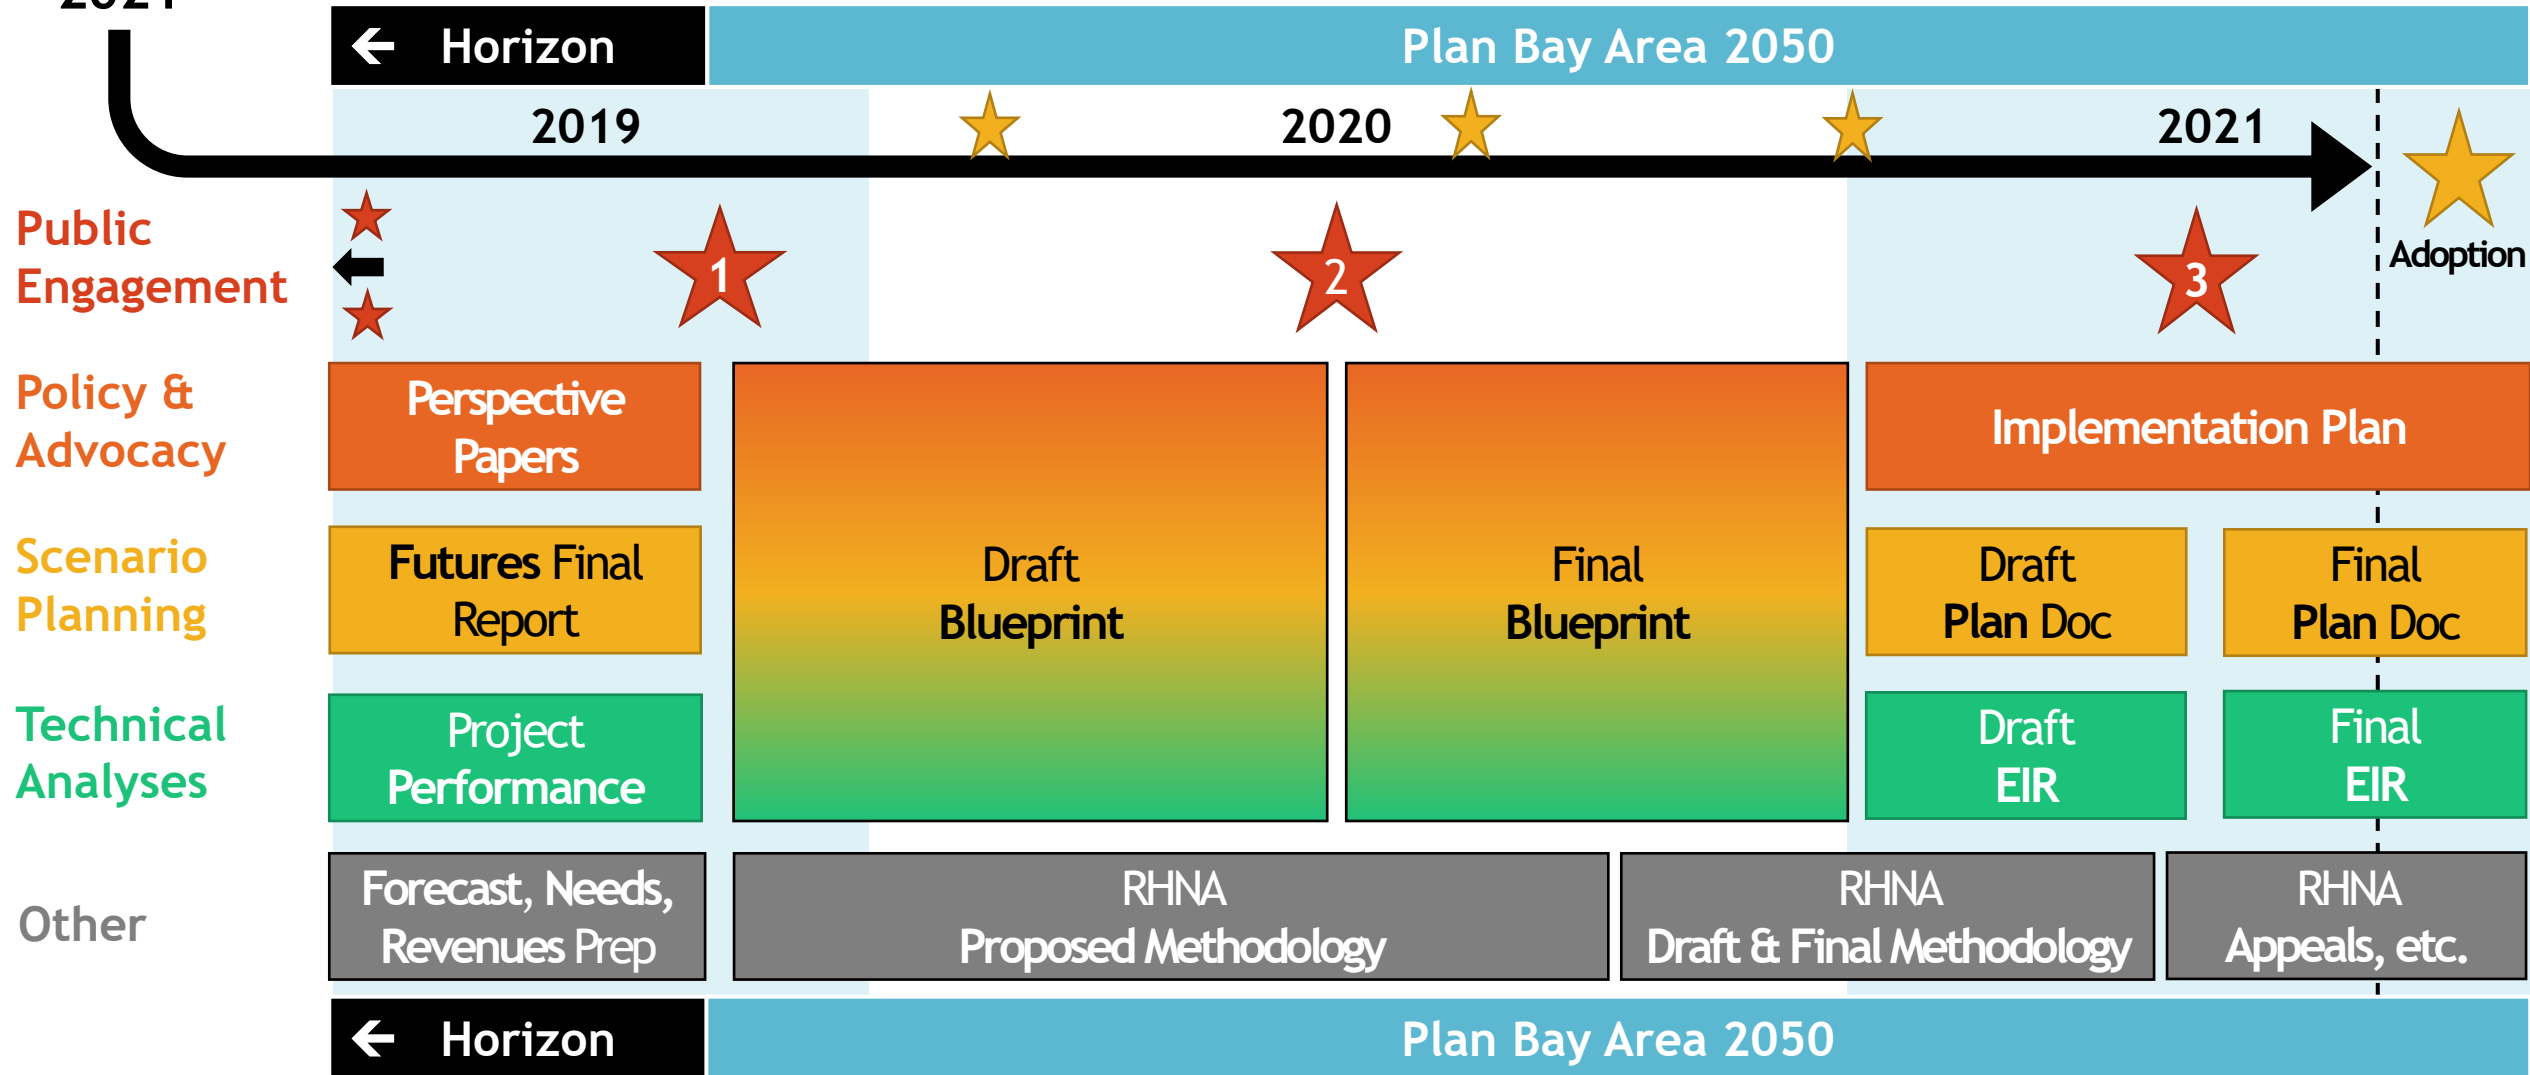 2021
← Horizon
Plan Bay Area 2050
2019
2020
2021
Public
Engagement
1
2
3
Adoption
Policy &
Advocacy
Perspective
Papers
Implementation Plan
Scenario
Planning
Futures Final
Report
Draft
Blueprint
Final
Blueprint
Draft
Plan Doc
Final
Plan Doc
Technical
Analyses
Project
Performance
Draft
EIR
Final
EIR
Other
Forecast, Needs,
Revenues Prep
RHNA
Proposed Methodology
RHNA
Draft & Final Methodology
RHNA
Appeals, etc.
← Horizon
Plan Bay Area 2050